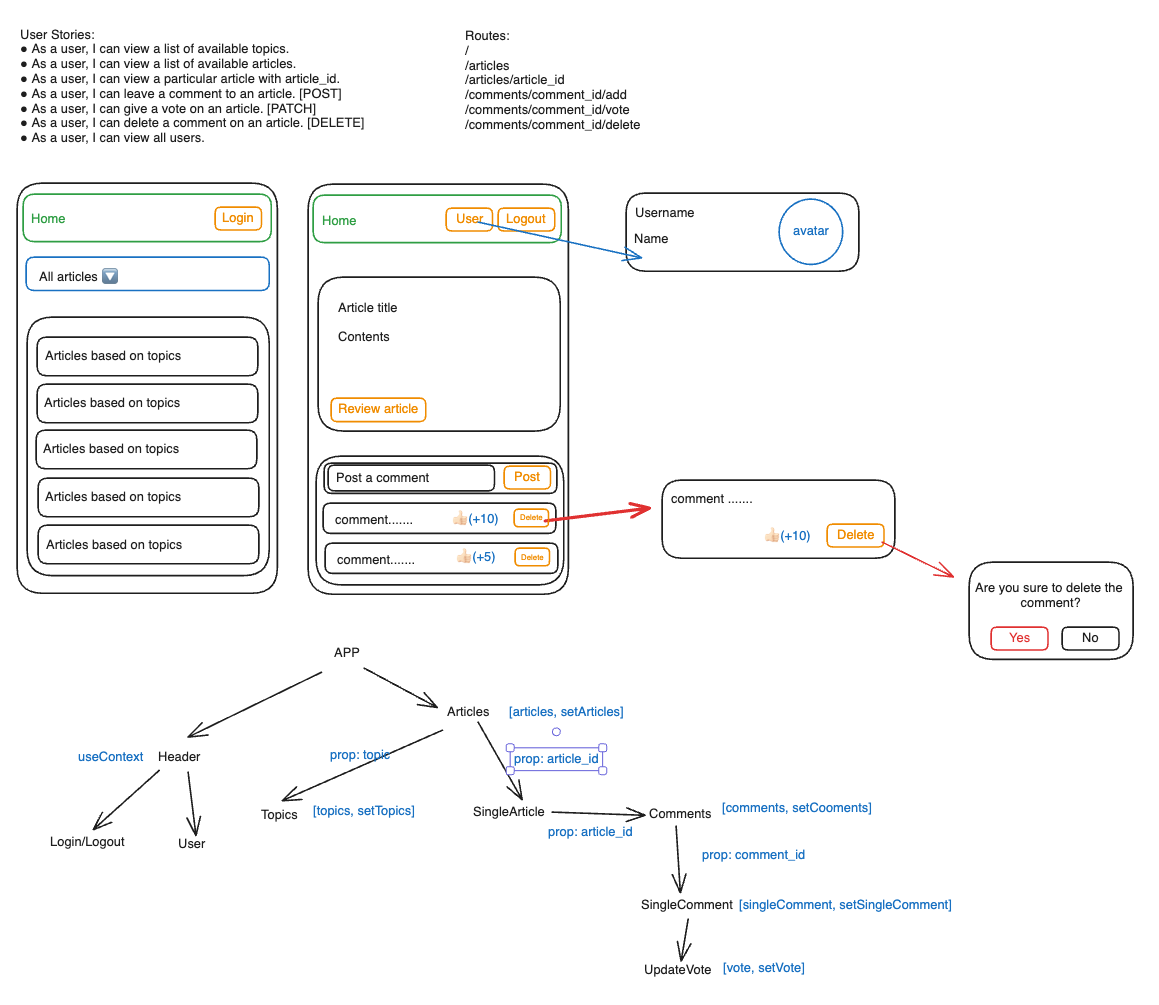 User Stories:
● As a user, I can view a list of available topics.
● As a user, I can view a list of available articles.
● As a user, I can view a particular article with article_id.
● As a user, I can leave a comment to an article. [POST]
● As a user, I can give a vote on an article. [PATCH]
● As a user, I can delete a comment on an article. [DELETE]
● As a user, I can view all users.
Routes:
/
/articles
/articles/article_id
/comments/comment_id/add
/comments/comment_id/vote
/comments/comment_id/delete
Home
Login
All articles
Articles based on topics
Articles based on topics
Articles based on topics
Articles based on topics
Articles based on topics
Home
User
Logout
Article title
Contents
Review article
Post a comment
Post
comment.......
👍🏻(+10)
Delete
comment.......
👍🏻(+5)
Delete
Username
Name
avatar
comment .......
👍🏻(+10)
Delete
Are you sure to delete the
comment?
Yes
No
APP
Articles
[articles, setArticles]
useContext
Header
prop: topic
prop: article_id
Login/Logout
User
Topics
[topics, setTopics]
SingleArticle
prop: article_id
Comments
[comments, setCooments]
prop: comment_id
SingleComment
[singleComment, setSingleComment]
UpdateVote
[vote, setVote]